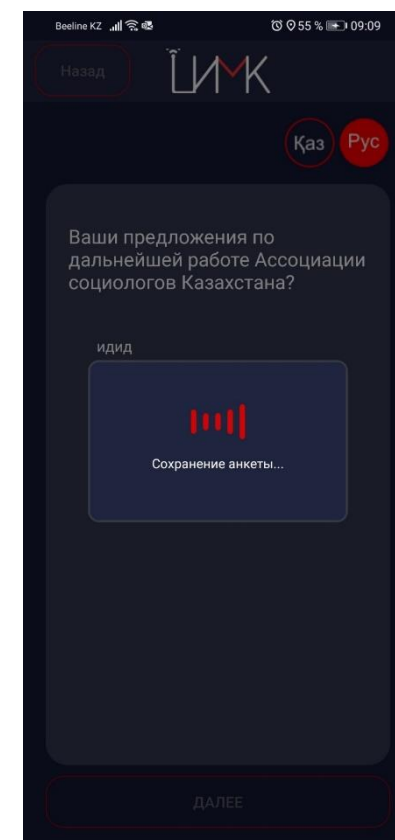 Beeline KZ 55 % 09:09
Назад
ЦИМК
Қаз Рус
Ваши предложения по
дальнейшей работе Ассоциации
социологов Казахстана?
идид
Сохранение анкеты...
ДАЛЕЕ